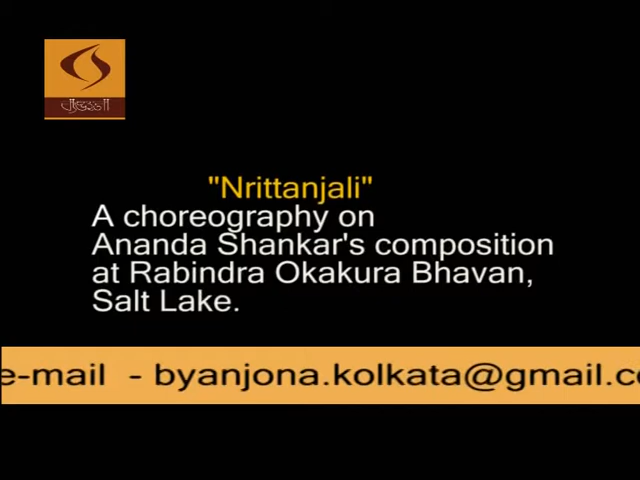 "Nrittanjali"
A choreography on
Ananda Shankar's composition
at Rabindra Okakura Bhavan,
Salt Lake.
e-mail - byanjona.kolkata@gmail.c